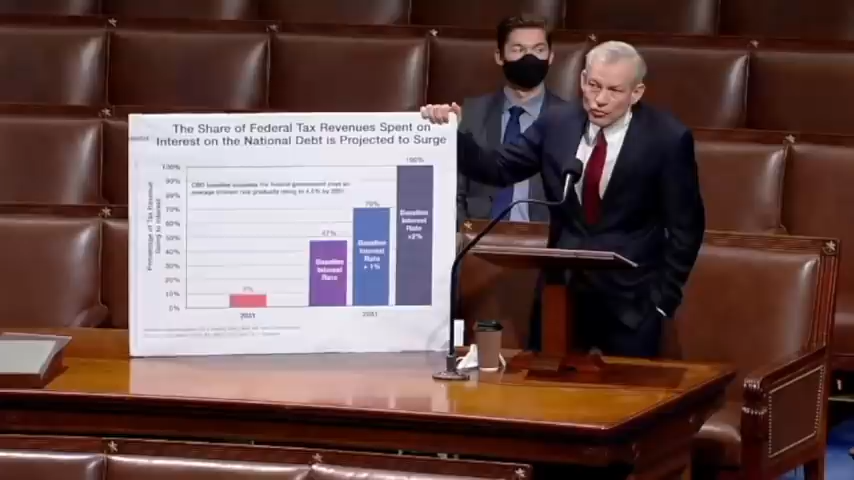 The Share of Federal Tax Revenues Spent on
Interest on the National Debt is Projected to Surge
Percentage of Tax Revenue
Going to Interest
100%
90%
80%
70%
60%
50%
40%
30%
20%
10%
0%
CBO baseline assumes the federal government pays an
average interest rate gradually rising to 4.6% by 2051
47%
70%
100%
Baseline
Interest
Rate
Baseline
Interest
Rate
+ 1%
Baseline
Interest
Rate
+2%
2021
2051